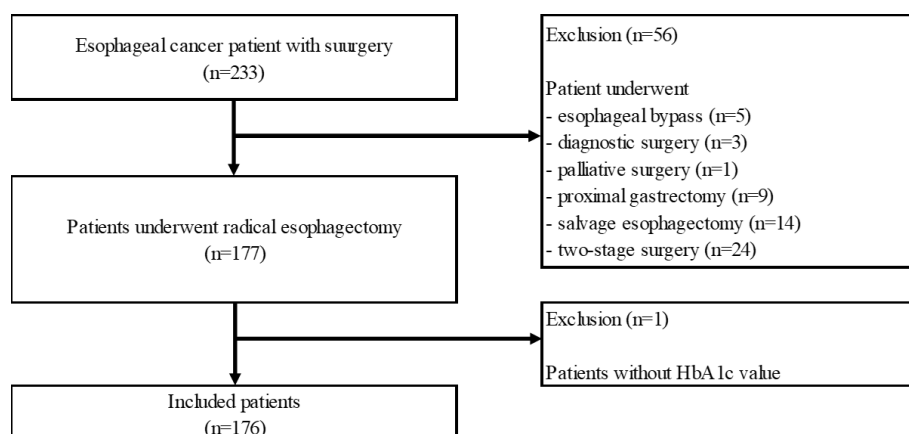 Esophageal cancer patient with suurgery
(n=233)
Exclusion (n=56)
Patient underwent
- esophageal bypass (n=5)
- diagnostic surgery (n=3)
- palliative surgery (n=1)
- proximal gastrectomy (n=9)
- salvage esophagectomy (n=14)
- two-stage surgery (n=24)
Patients underwent radical esophagectomy
(n=177)
Exclusion (n=1)
Patients without HbA1c value
Included patients
(n=176)